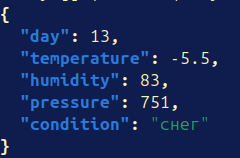 {
"day": 13,
"temperature": -5.5,
"humidity": 83,
"pressure": 751,
"condition": "снег"
}